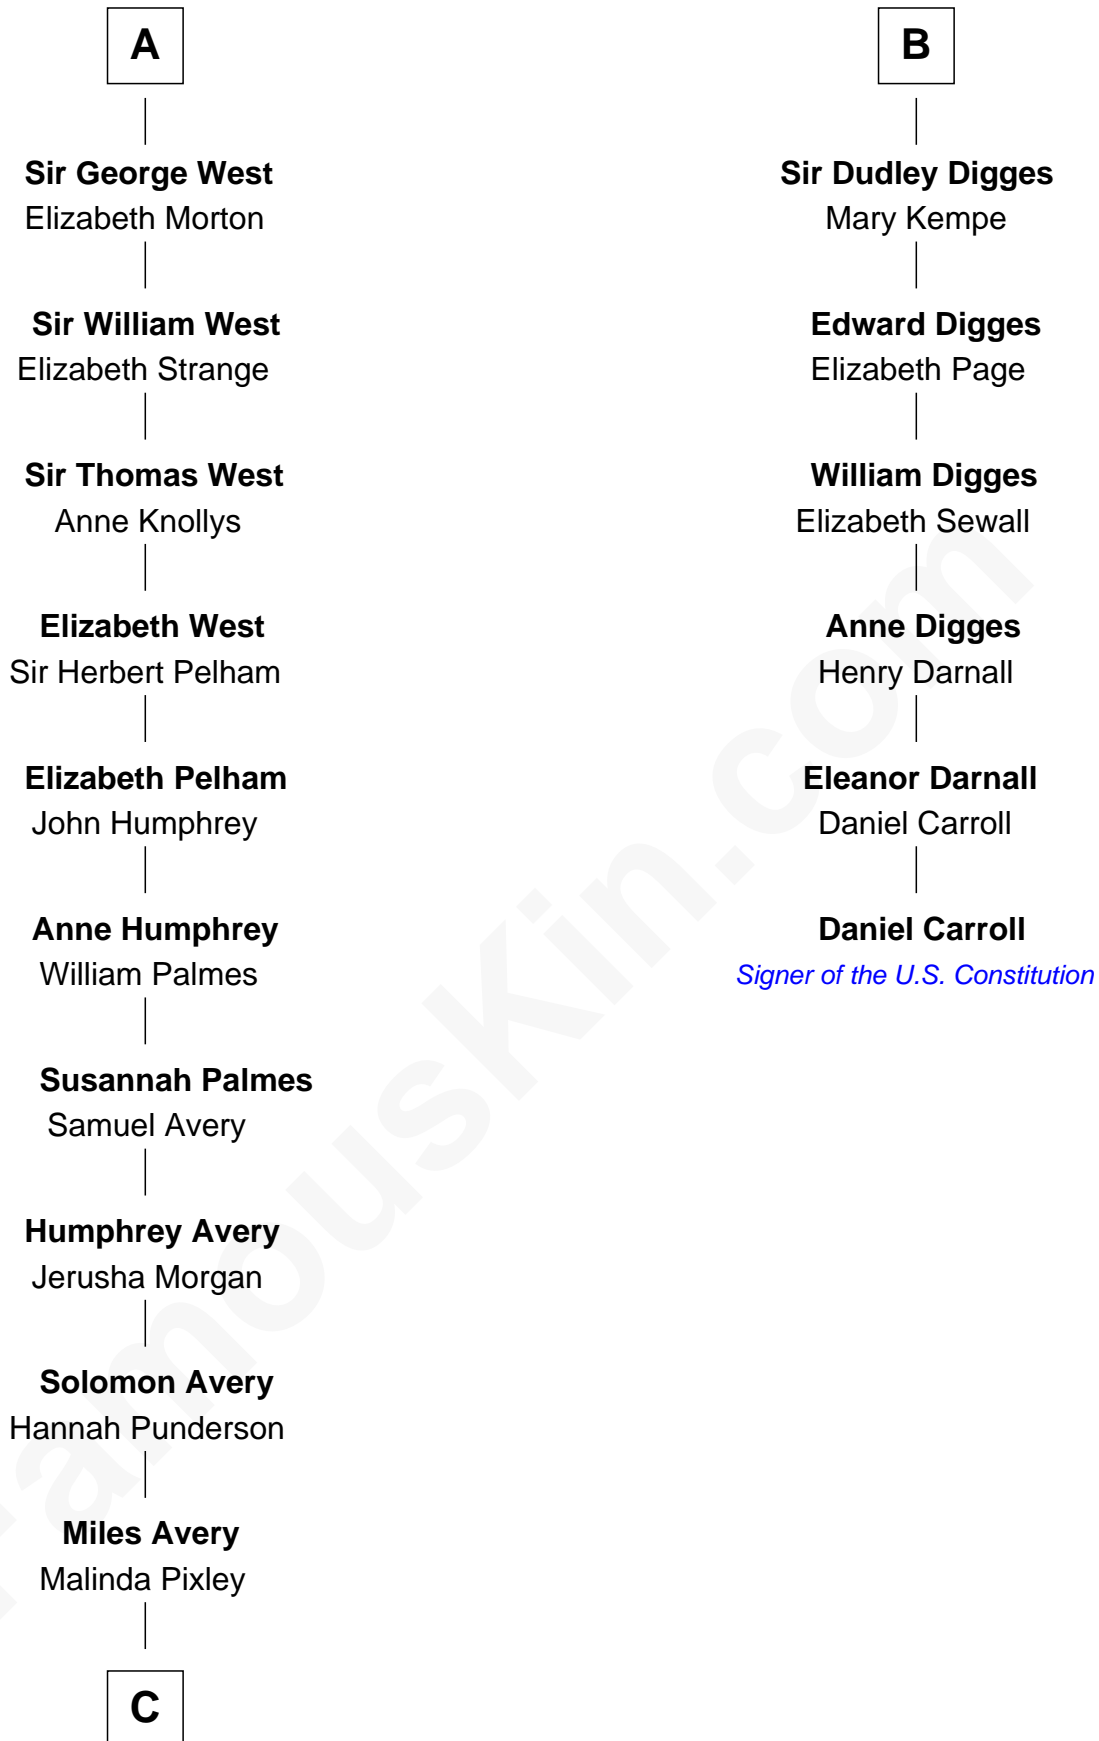 A
Sir George West
Elizabeth Morton
Sir William West
Elizabeth Strange
Sir Thomas West
Anne Knollys
Elizabeth West
Sir Herbert Pelham
Elizabeth Pelham
John Humphrey
Anne Humphrey
William Palmes
Susannah Palmes
Samuel Avery
Humphrey Avery
Jerusha Morgan
Solomon Avery
Hannah Punderson
Miles Avery
Malinda Pixley
C
B
Sir Dudley Digges
Mary Kempe
Edward Digges
Elizabeth Page
William Digges
Elizabeth Sewall
Anne Digges
Henry Darnall
Eleanor Darnall
Daniel Carroll
Daniel Carroll
Signer of the U.S. Constitution
FamousKin.com